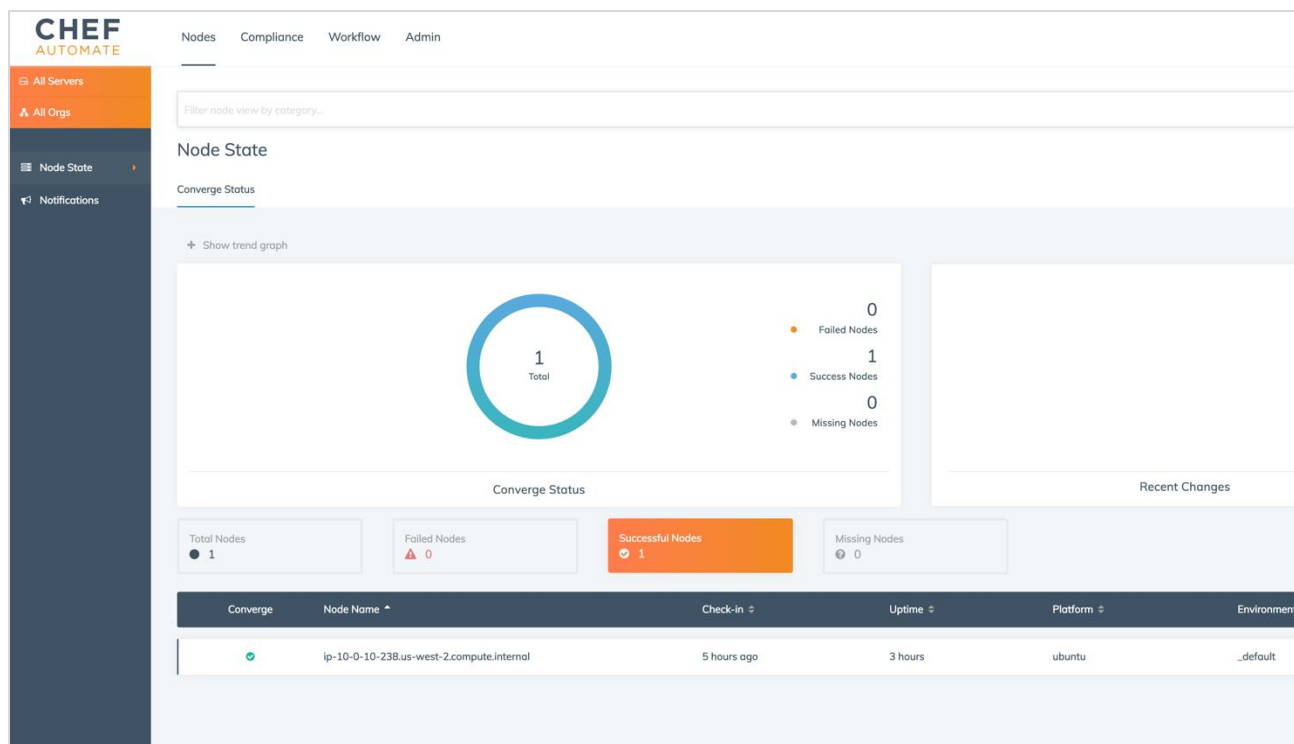 CHEF
AUTOMATE
Nodes Compliance Workflow Admin
All Servers
All Orgs
Node State
Notifications
Filter node view by category...
Node State
Converge Status
+ Show trend graph
1
Total
0
Failed Nodes
1
Success Nodes
0
Missing Nodes
Converge Status
Recent Changes
Total Nodes
1
Failed Nodes
0
Successful Nodes
1
Missing Nodes
0
Converge Node Name Check-in Uptime Platform Environment
ip-10-0-10-238.us-west-2.compute.internal 5 hours ago 3 hours ubuntu _default